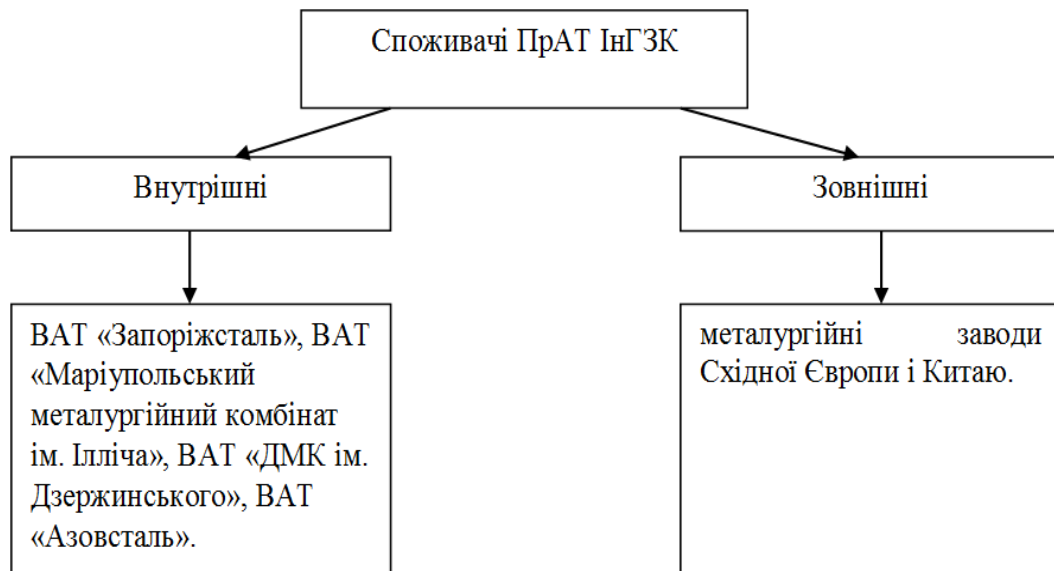 Споживачі ПрАТ ІнГЗК
Внутрішні
Зовнішні
ВАТ «Запоріжсталь», ВАТ
«Маріупольський
металургійний комбінат
ім. Ілліча», ВАТ «ДМК ім.
Дзержинського», ВАТ
«Азовсталь».
металургійні заводи
Східної Європи і Китаю.